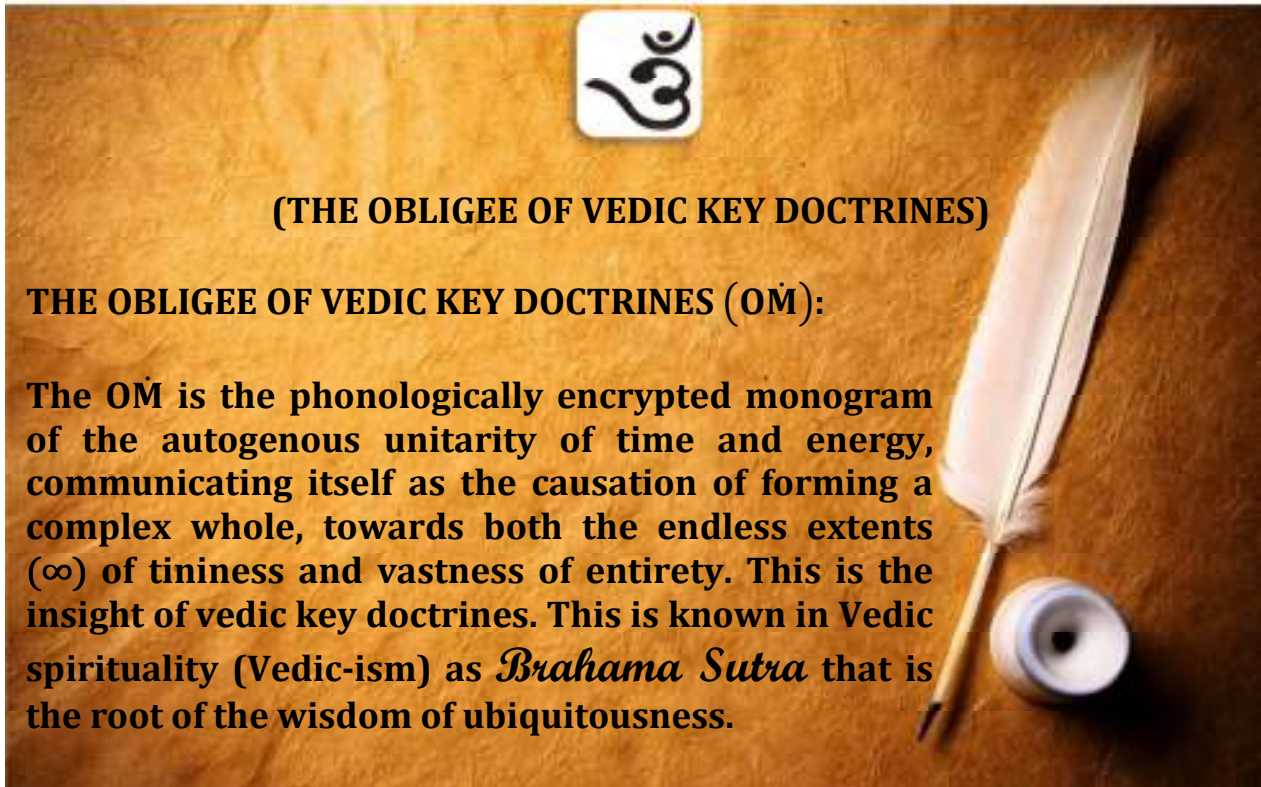 (THE OBLIGEE OF VEDIC KEY DOCTRINES)
THE OBLIGEE OF VEDIC KEY DOCTRINES (OṀ):
The OṀ is the phonologically encrypted monogram
of the autogenous unitarity of time and energy,
communicating itself as the causation of forming a
complex whole, towards both the endless extents
(∞) of tininess and vastness of entirety. This is the
insight of vedic key doctrines. This is known in Vedic
spirituality (Vedic-ism) as Brahama Sutra that is
the root of the wisdom of ubiquitousness.